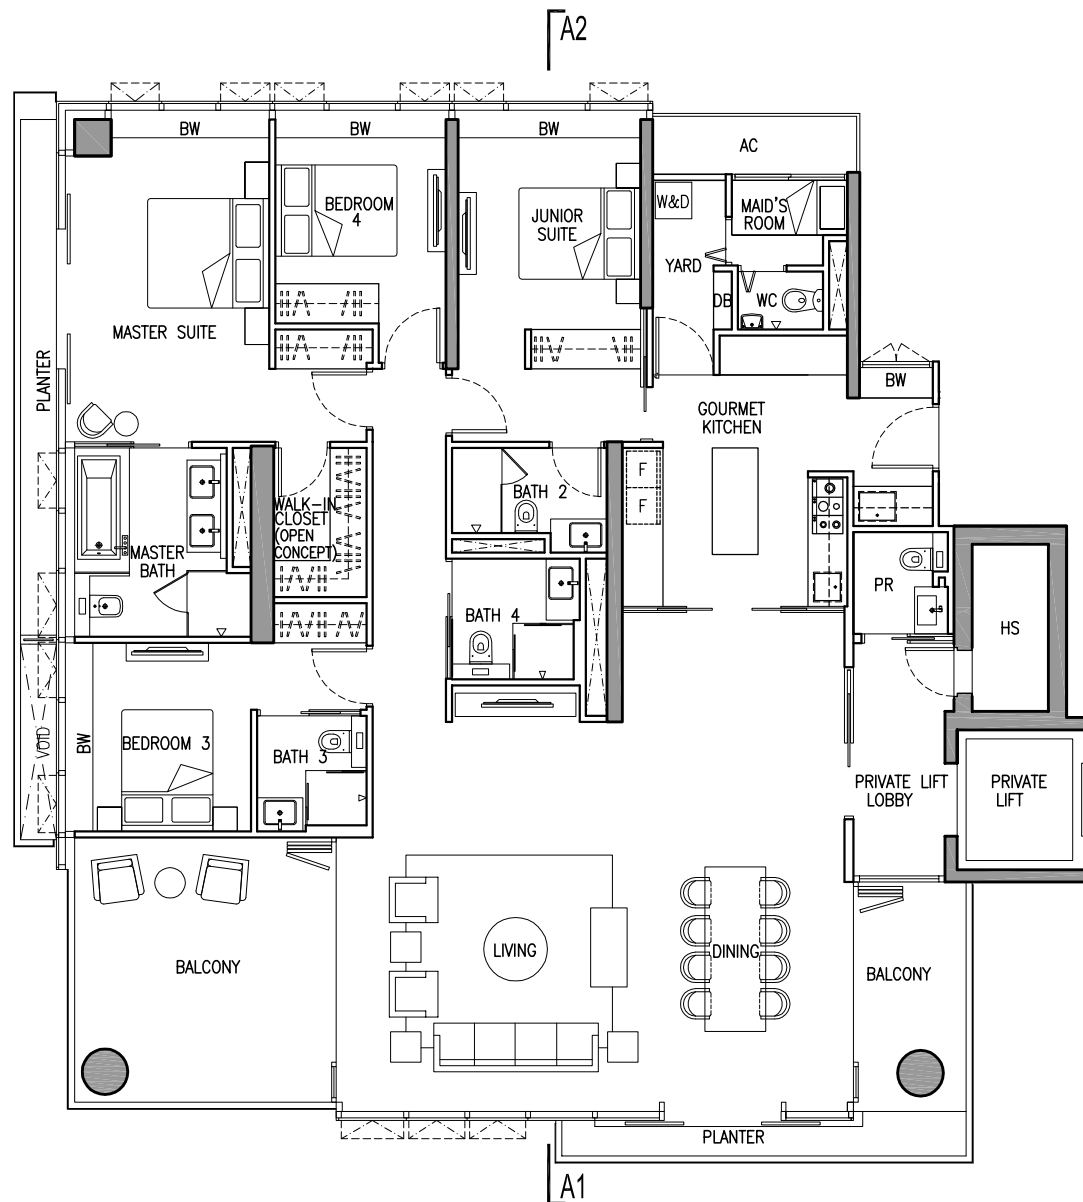 A2
BW
BW
BW
AC
BEDROOM
4
JUNIOR
SUITE
W&D
MAID'S
ROOM
YARD
DB
WC
MASTER SUITE
PLANTER
BW
GOURMET
KITCHEN
F
F
BATH 2
WALK-IN
CLOSET
(OPEN
CONCEPT)
MASTER
BATH
PR
BATH 4
HS
VOID
BW
BEDROOM 3
BATH 3
PRIVATE LIFT
LOBBY
PRIVATE
LIFT
LIVING
DINING
BALCONY
BALCONY
PLANTER
A1